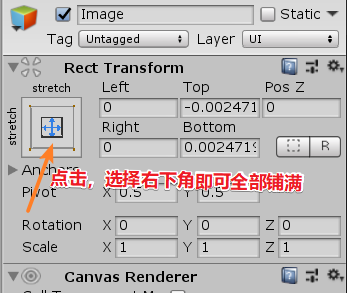 Image
Static
Tag Untagged Layer UI
Rect Transform
stretch Left Top Pos Z
stretch
0 -0.002471 0
Right Bottom
0 0.002471 R
Anchors
点击，选择右下角即可全部铺满
Pivot X 0.5 Y 0.5
Rotation X 0 Y 0 Z 0
Scale X 1 Y 1 Z 1
Canvas Renderer